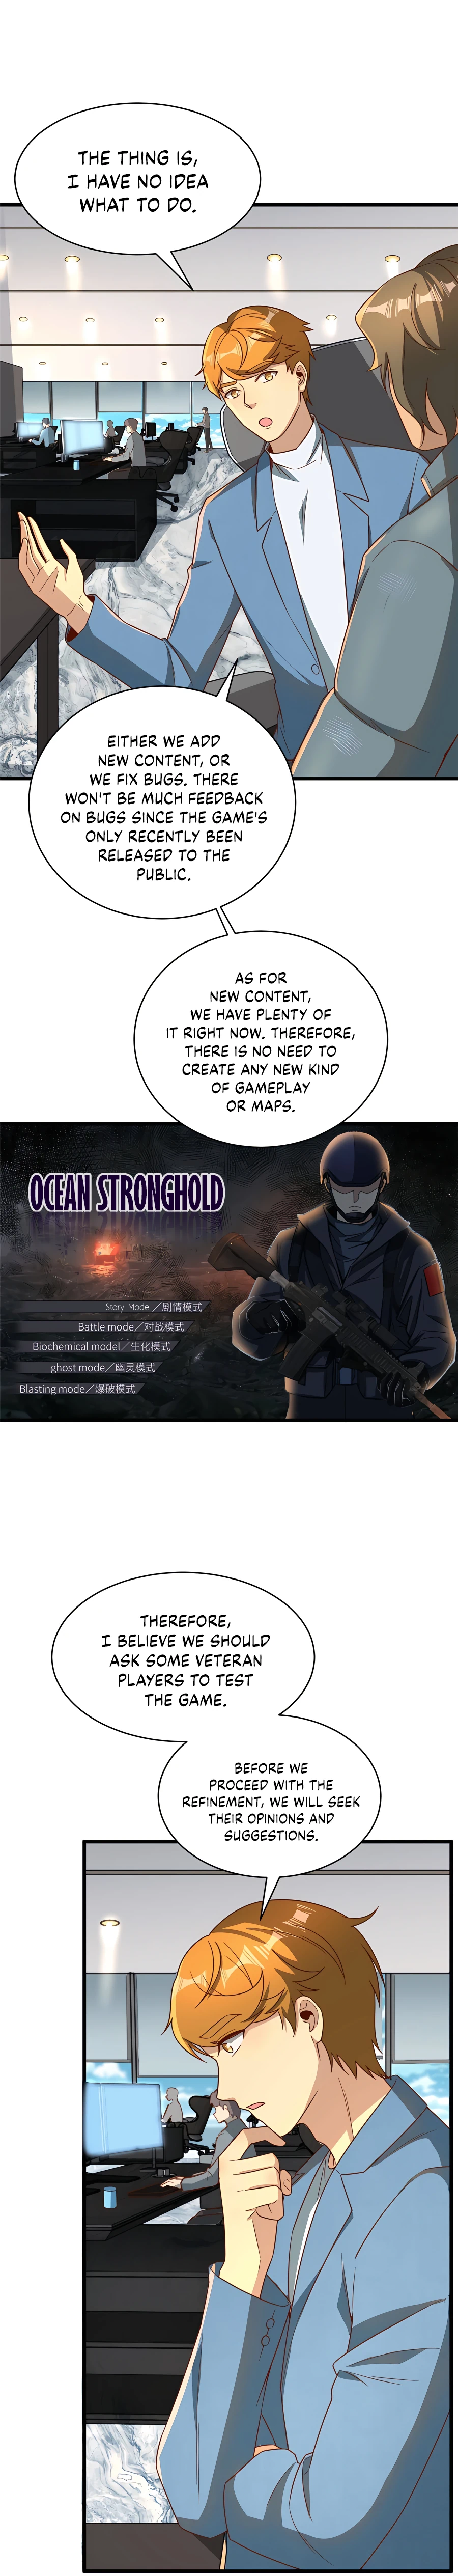 THE THING IS,
I HAVE NO IDEA
WHAT TO DO.
EITHER WE ADD
NEW CONTENT, OR
WE FIX BUGS. THERE
WON'T BE MUCH FEEDBACK
ON BUGS SINCE THE GAME'S
ONLY RECENTLY BEEN
RELEASED TO THE
PUBLIC.
AS FOR
NEW CONTENT,
WE HAVE PLENTY OF
IT RIGHT NOW. THEREFORE,
THERE IS NO NEED TO
CREATE ANY NEW KIND
OF GAMEPLAY
OR MAPS.
OCEAN STRONGHOLD
Story Mode／剧情模式
Battle mode／对战模式
Biochemical model／生化模式
ghost mode／幽灵模式
Blasting mode／爆破模式
THEREFORE,
I BELIEVE WE SHOULD
ASK SOME VETERAN
PLAYERS TO TEST
THE GAME.
BEFORE WE
PROCEED WITH THE
REFINEMENT, WE WILL SEEK
THEIR OPINIONS AND
SUGGESTIONS.